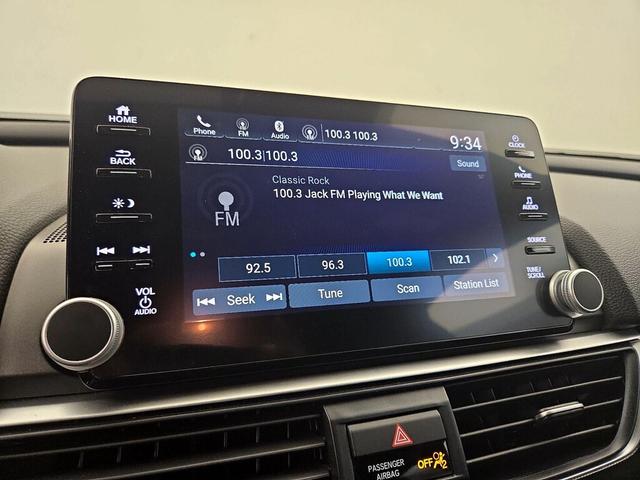 HOME
BACK
VOL
AUDIO
Phone
FM
Audio
100.3 100.3
9:34
100.3|100.3
Sound
Classic Rock
100.3 Jack FM Playing What We Want
FM
92.5
96.3
100.3
102.1
Seek
Tune
Scan
Station List
CLOCK
PHONE
AUDIO
SOURCE
TUNE/
SCROLL
PASSENGER
AIRBAG
OFF